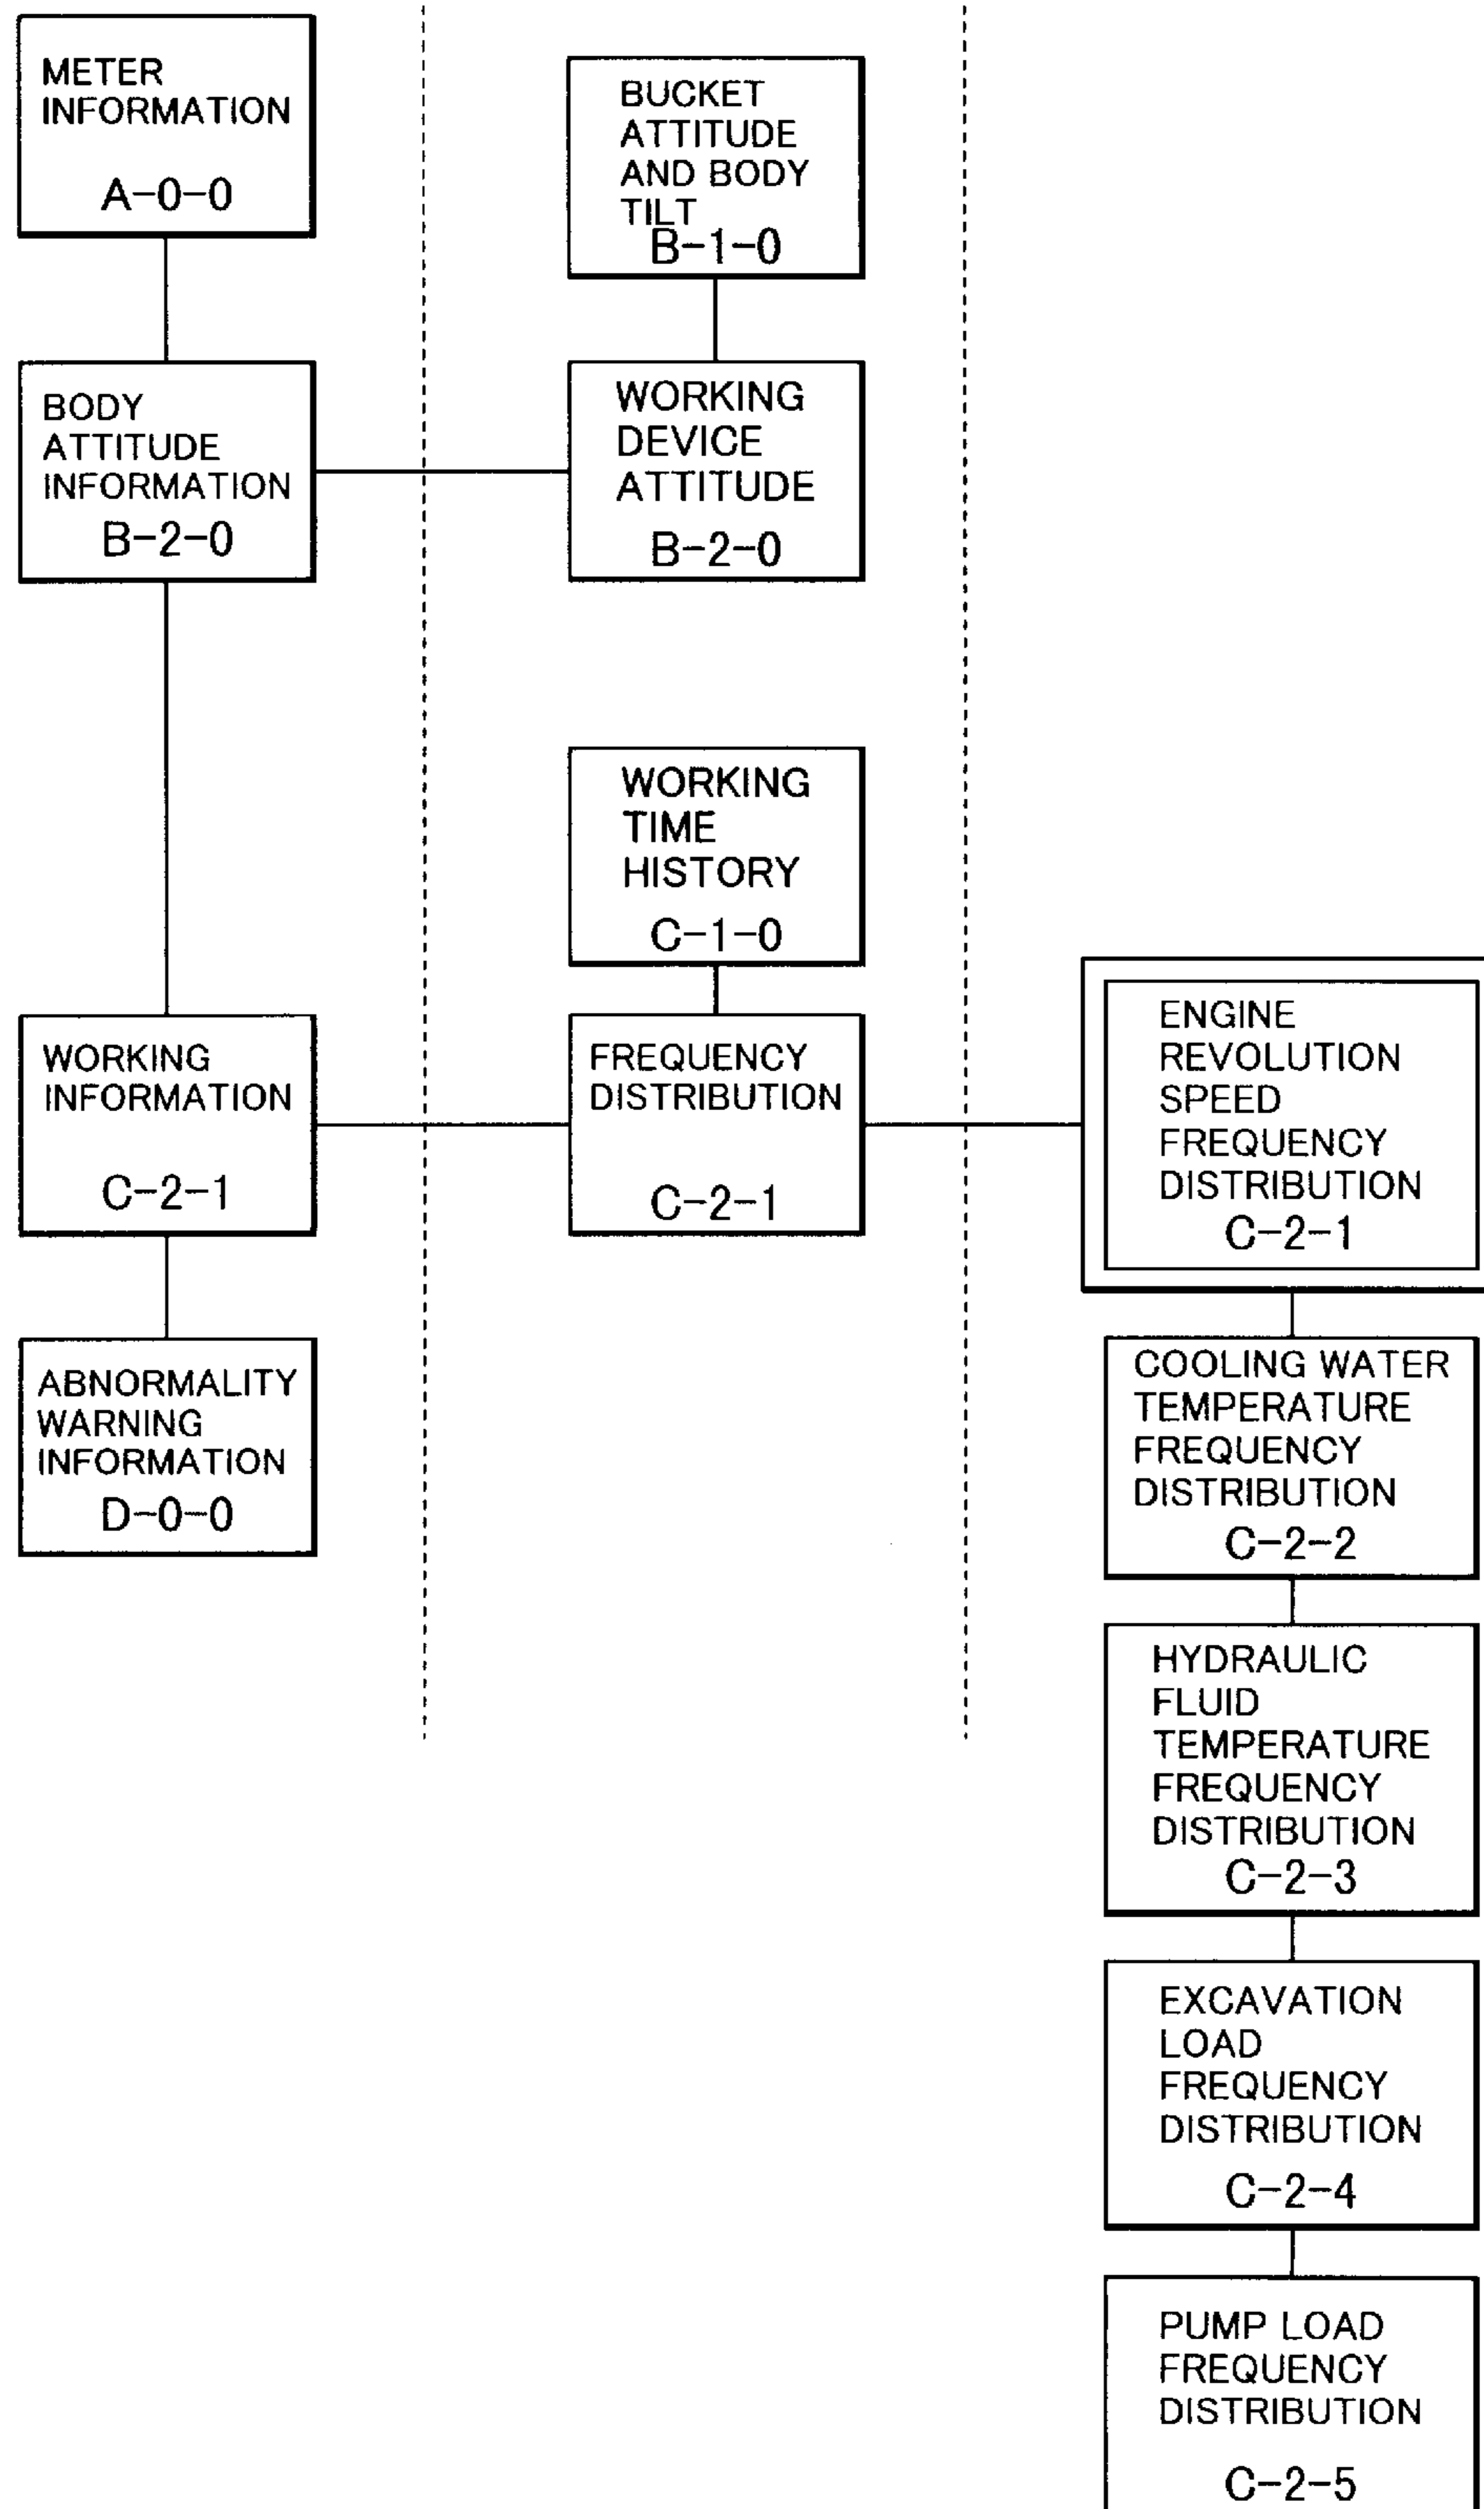 METER
INFORMATION
A-0-0
BODY
ATTITUDE
INFORMATION
B-2-0
WORKING
INFORMATION
C-2-1
ABNORMALITY
WARNING
INFORMATION
D-0-0
BUCKET
ATTITUDE
AND BODY
TILT
B-1-0
WORKING
DEVICE
ATTITUDE
B-2-0
WORKING
TIME
HISTORY
C-1-0
FREQUENCY
DISTRIBUTION
C-2-1
ENGINE
REVOLUTION
SPEED
FREQUENCY
DISTRIBUTION
C-2-1
COOLING WATER
TEMPERATURE
FREQUENCY
DISTRIBUTION
C-2-2
HYDRAULIC
FLUID
TEMPERATURE
FREQUENCY
DISTRIBUTION
C-2-3
EXCAVATION
LOAD
FREQUENCY
DISTRIBUTION
C-2-4
PUMP LOAD
FREQUENCY
DISTRIBUTION
C-2-5